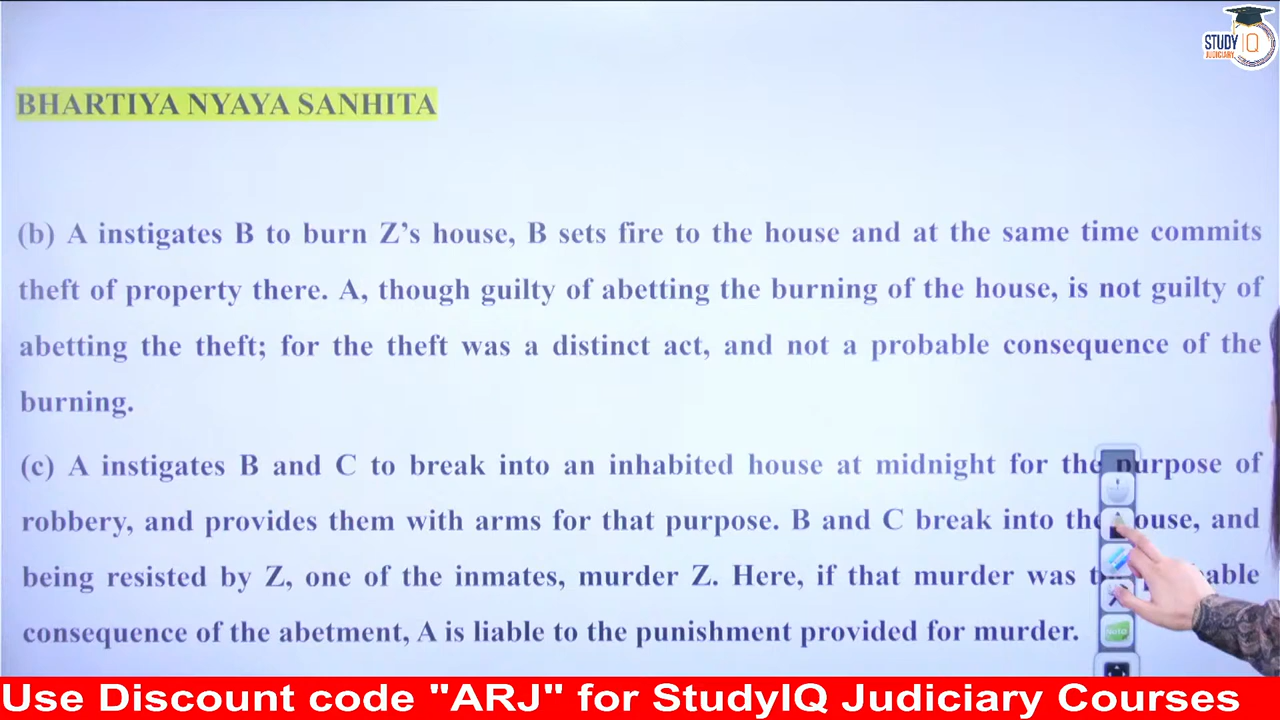 STUDY IQ
JUDICIARY
BHARTIYA NYAYA SANHITA
(b) A instigates B to burn Z’s house, B sets fire to the house and at the same time commits
theft of property there. A, though guilty of abetting the burning of the house, is not guilty of
abetting the theft; for the theft was a distinct act, and not a probable consequence of the
burning.
(c) A instigates B and C to break into an inhabited house at midnight for the purpose of
robbery, and provides them with arms for that purpose. B and C break into the house, and
being resisted by Z, one of the inmates, murder Z. Here, if that murder was
consequence of the abetment, A is liable to the punishment provided for murder.
Use Discount code "ARJ" for StudyIQ Judiciary Courses